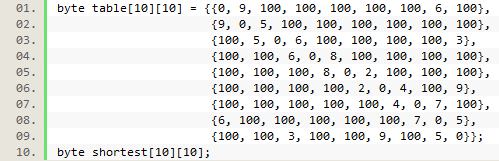 01. byte table[10][10] = {{0, 9, 100, 100, 100, 100, 100, 6, 100},
02. {9, 0, 5, 100, 100, 100, 100, 100, 100},
03. {100, 5, 0, 6, 100, 100, 100, 100, 3},
04. {100, 100, 6, 0, 8, 100, 100, 100, 100},
05. {100, 100, 100, 8, 0, 2, 100, 100, 100},
06. {100, 100, 100, 100, 2, 0, 4, 100, 9},
07. {100, 100, 100, 100, 100, 4, 0, 7, 100},
08. {6, 100, 100, 100, 100, 100, 7, 0, 5},
09. {100, 100, 3, 100, 100, 9, 100, 5, 0}};
10. byte shortest[10][10];